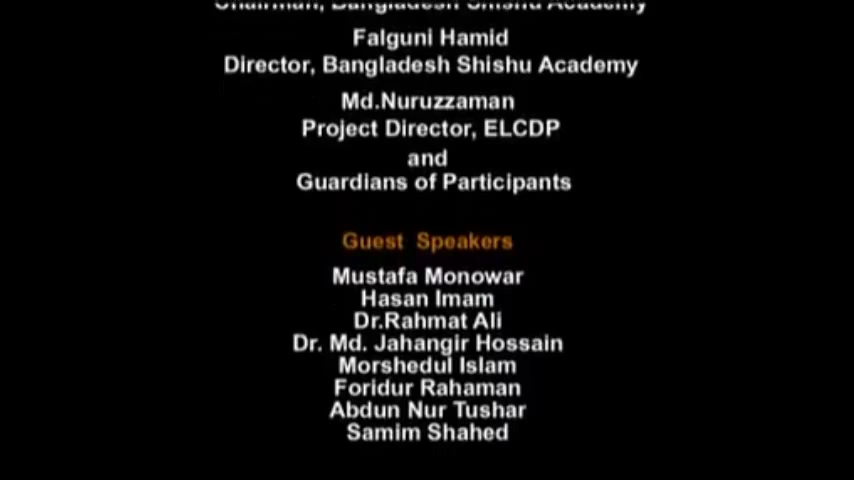 Chairman, Bangladesh Shishu Academy
Falguni Hamid
Director, Bangladesh Shishu Academy
Md.Nuruzzaman
Project Director, ELCDP
and
Guardians of Participants
Guest Speakers
Mustafa Monowar
Hasan Imam
Dr.Rahmat Ali
Dr. Md. Jahangir Hossain
Morshedul Islam
Foridur Rahaman
Abdun Nur Tushar
Samim Shahed